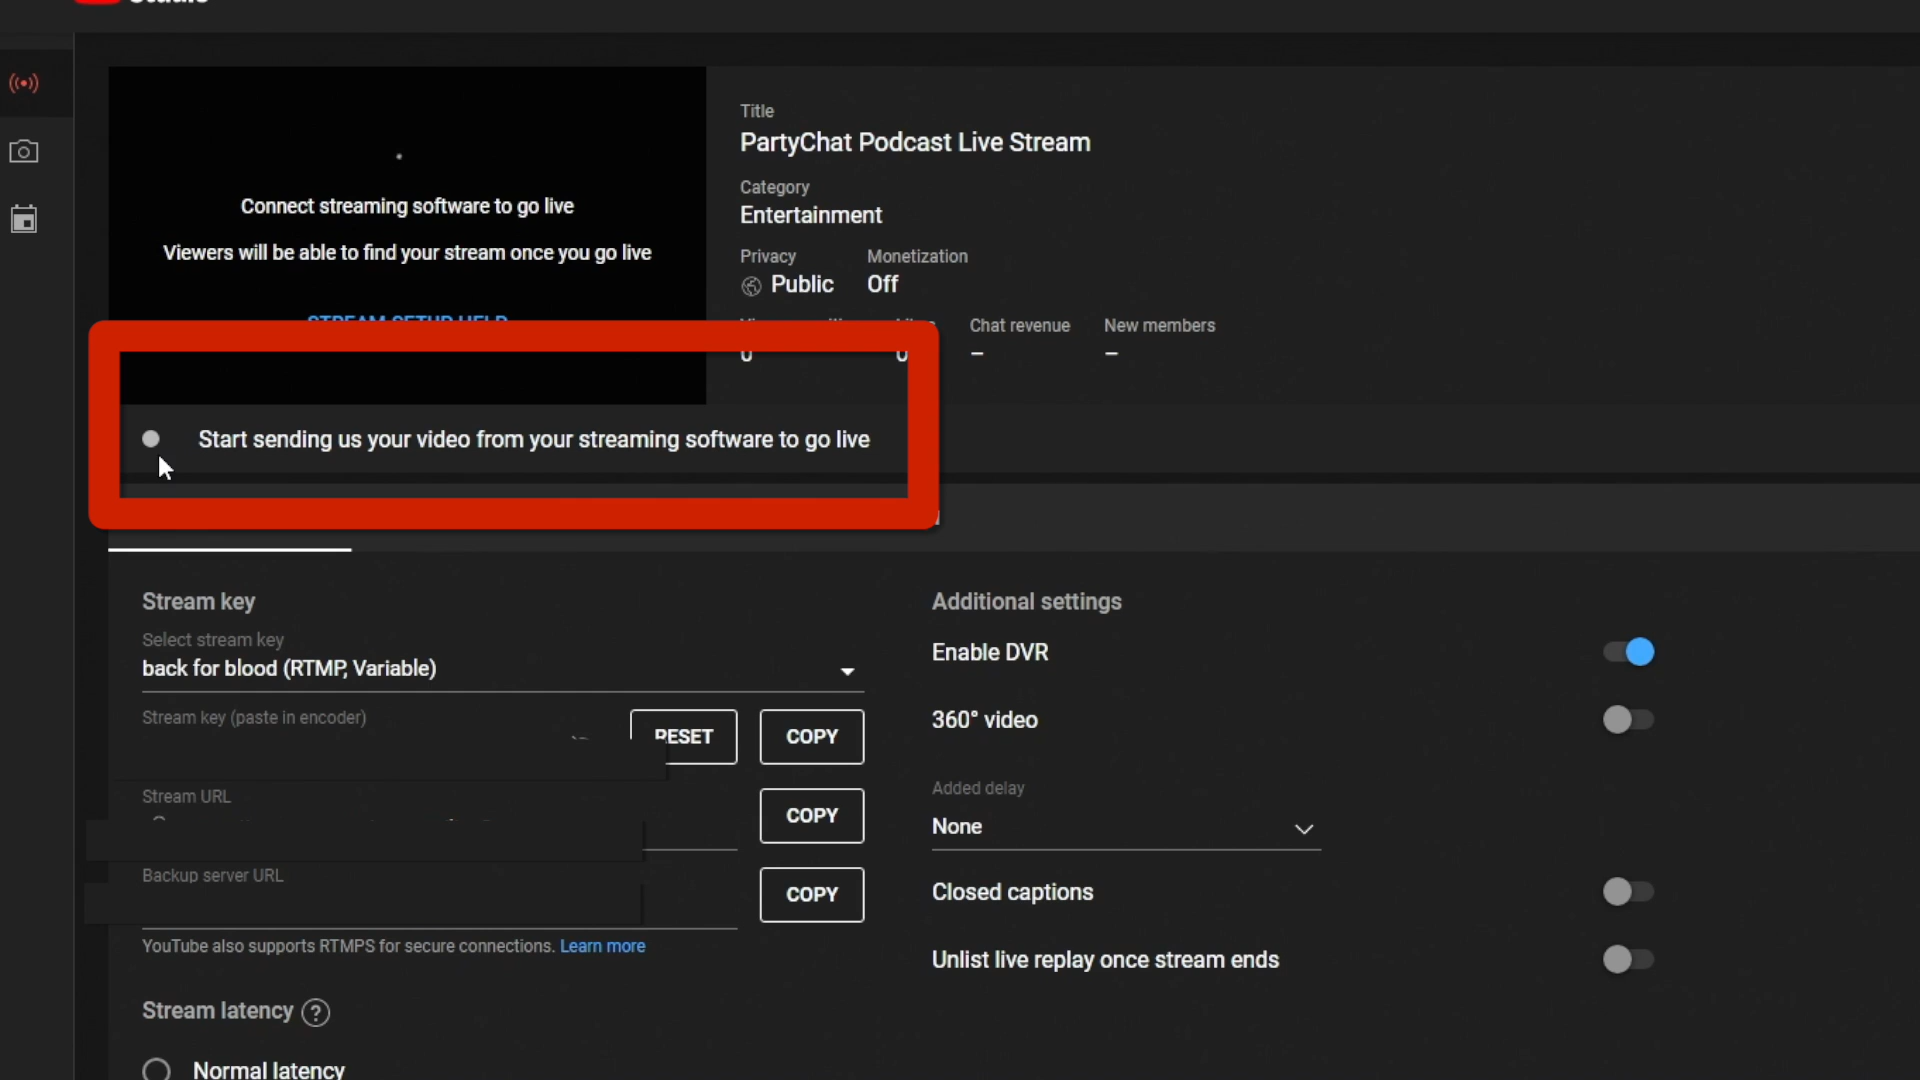 Title
PartyChat Podcast Live Stream
Category
Entertainment
Privacy Monetization
Public Off
Chat revenue New members
0 0 – –
Connect streaming software to go live
Viewers will be able to find your stream once you go live
STREAM SETUP HELP
Start sending us your video from your streaming software to go live
Stream key
Select stream key
back for blood (RTMP, Variable)
Stream key (paste in encoder)
RESET COPY
Stream URL
COPY
Backup server URL
COPY
YouTube also supports RTMPS for secure connections. Learn more
Stream latency ?
Normal latency
Additional settings
Enable DVR
360° video
Added delay
None
Closed captions
Unlist live replay once stream ends